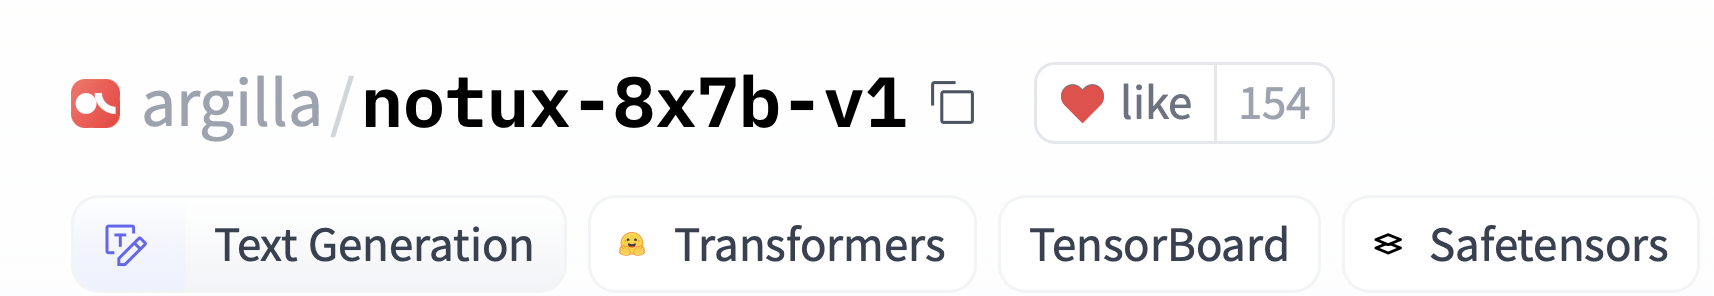 argilla/notux-8x7b-v1 like 154
Text Generation Transformers TensorBoard Safetensors